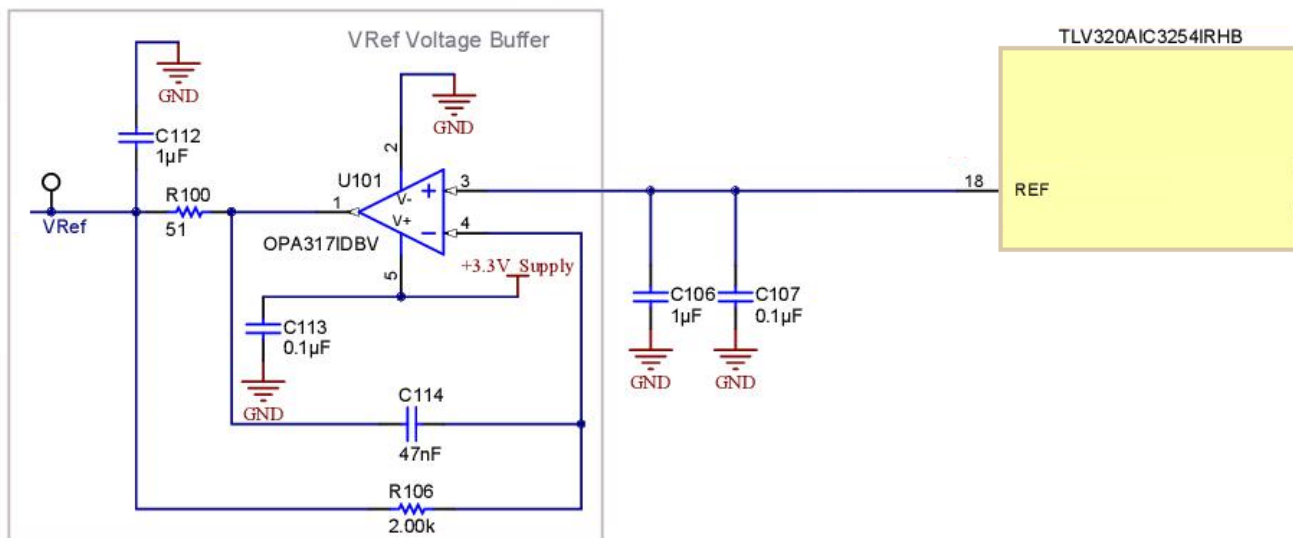 VRef Voltage Buffer
TLV320AIC3254IRHB
GND
GND
C112
1µF
2
U101
V-
+
3
18
REF
R100
1
VRef
51
V+
−
4
OPA317IDBV
+3.3V_Supply
5
C113
0.1µF
C106
1µF
C107
0.1µF
GND
GND
GND
C114
47nF
R106
2.00k